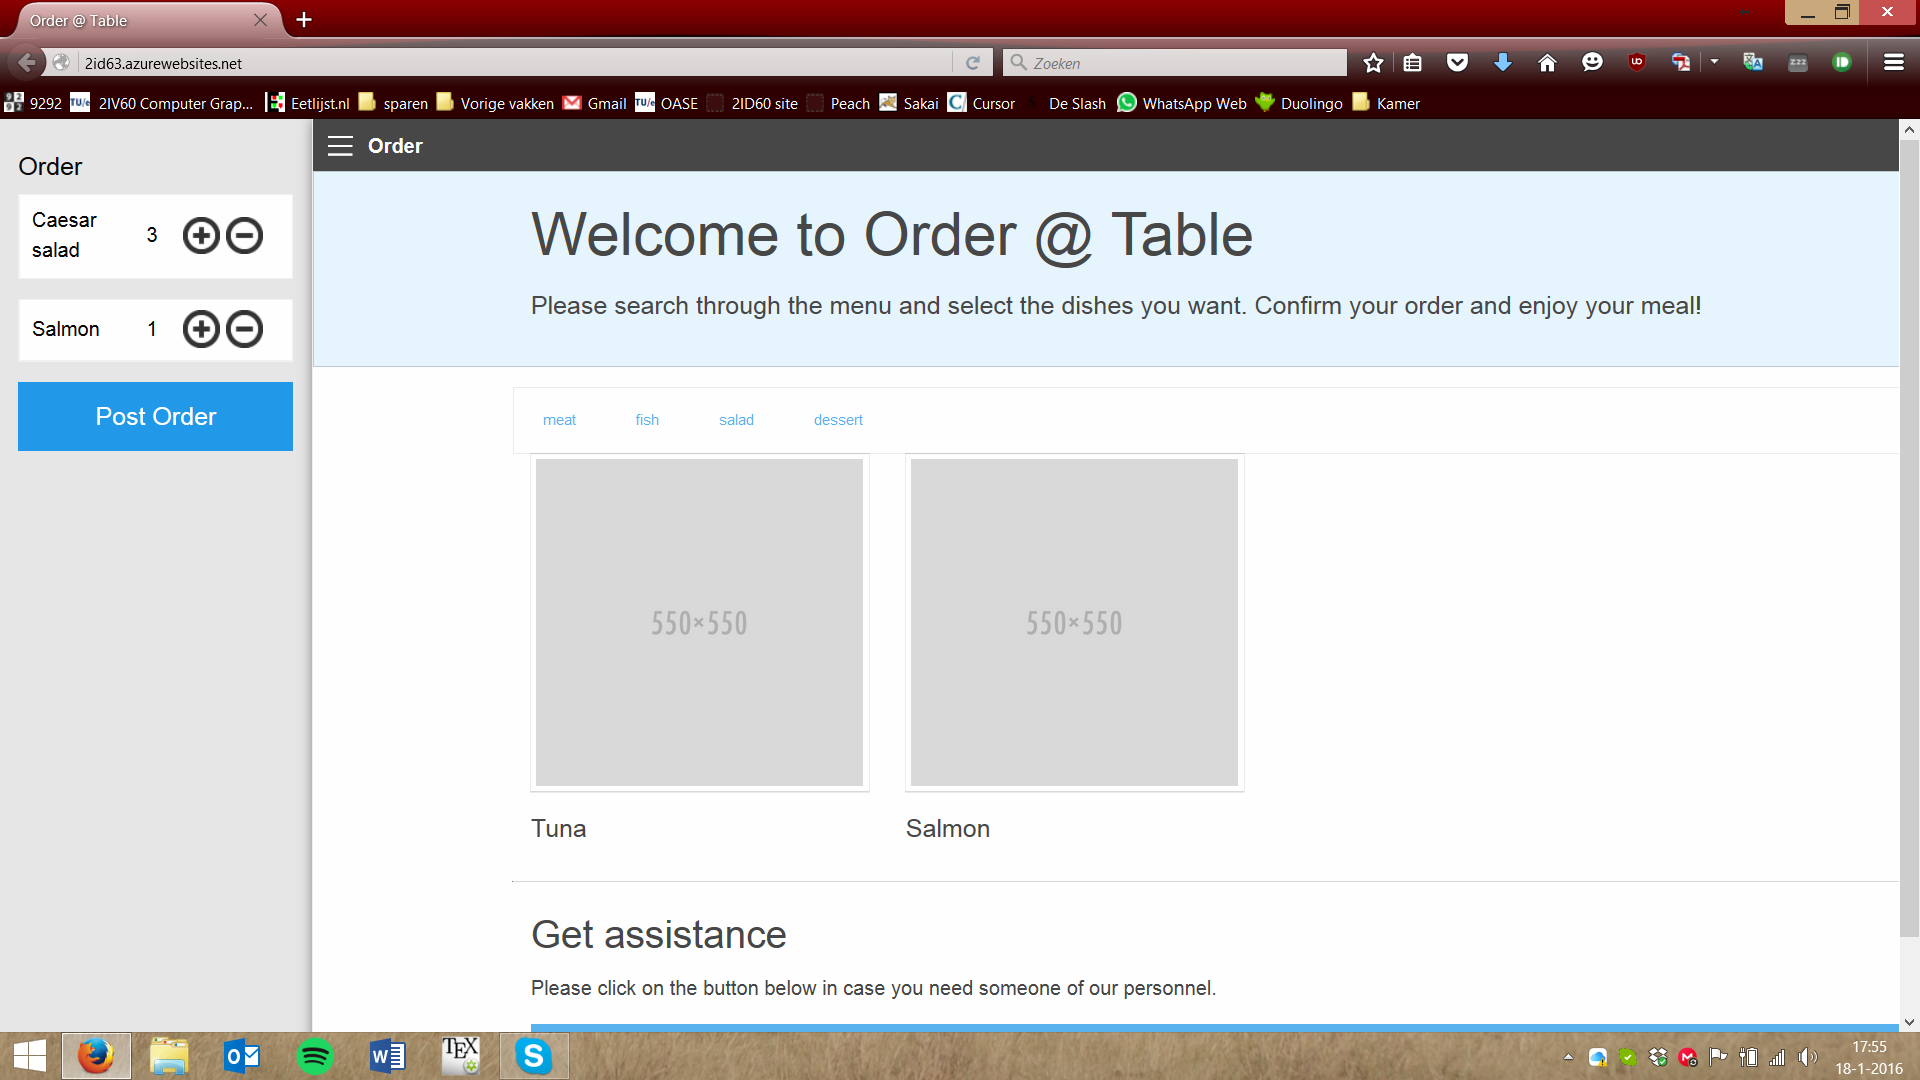 Order @ Table
2id63.azurewebsites.net
Zoeken
9292 TU/e 2IV60 Computer Grap... Eetlijst.nl sparen Vorige vakken Gmail TU/e OASE 2ID60 site Peach Sakai Cursor De Slash WhatsApp Web Duolingo Kamer
Order
Order
Caesar salad 3
Salmon 1
Post Order
Welcome to Order @ Table
Please search through the menu and select the dishes you want. Confirm your order and enjoy your meal!
meat fish salad dessert
550×550 550×550
Tuna Salmon
Get assistance
Please click on the button below in case you need someone of our personnel.
17:55
18-1-2016